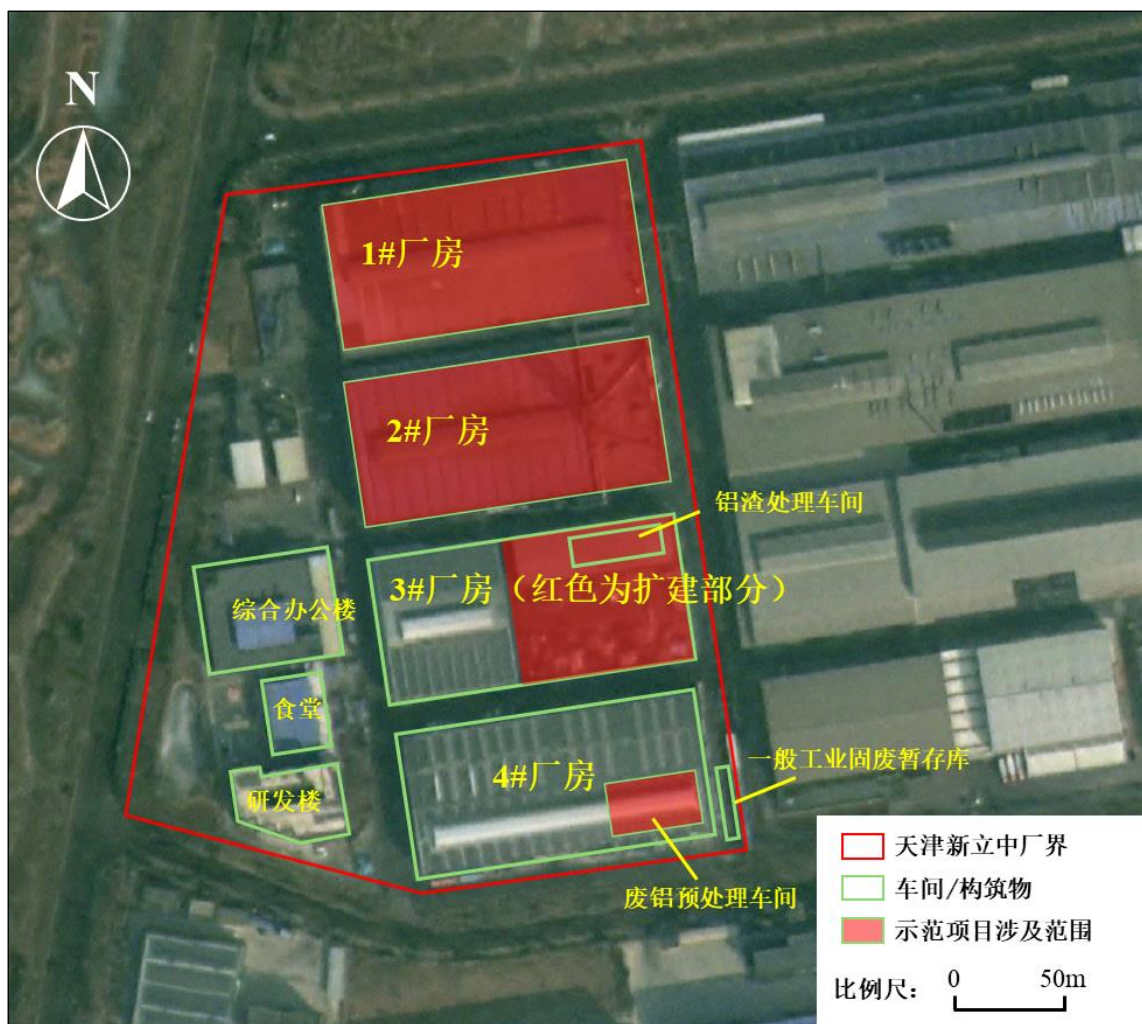 N
1#厂房
2#厂房
铝渣处理车间
3#厂房（红色为扩建部分）
综合办公楼
食堂
一般工业固废暂存库
4#厂房
研发楼
废铝预处理车间
天津新立中厂界
车间/构筑物
示范项目涉及范围
比例尺： 0 50m